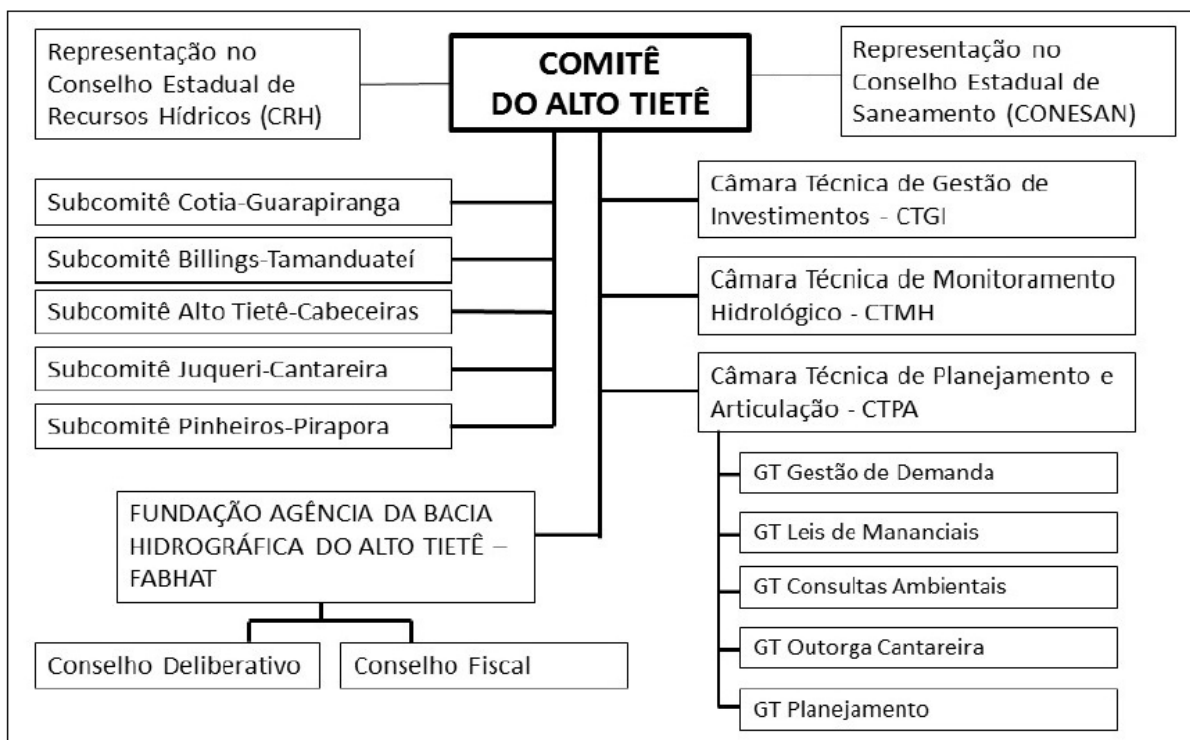 Representação no
Conselho Estadual de
Recursos Hídricos (CRH)
COMITÊ
DO ALTO TIETÊ
Representação no
Conselho Estadual de
Saneamento (CONESAN)
Subcomitê Cotia-Guarapiranga
Subcomitê Billings-Tamanduateí
Subcomitê Alto Tietê-Cabeceiras
Subcomitê Juqueri-Cantareira
Subcomitê Pinheiros-Pirapora
Câmara Técnica de Gestão de
Investimentos - CTGI
Câmara Técnica de Monitoramento
Hidrológico - CTMH
Câmara Técnica de Planejamento e
Articulação - CTPA
GT Gestão de Demanda
GT Leis de Mananciais
GT Consultas Ambientais
GT Outorga Cantareira
GT Planejamento
FUNDAÇÃO AGÊNCIA DA BACIA
HIDROGRÁFICA DO ALTO TIETÊ –
FABHAT
Conselho Deliberativo
Conselho Fiscal